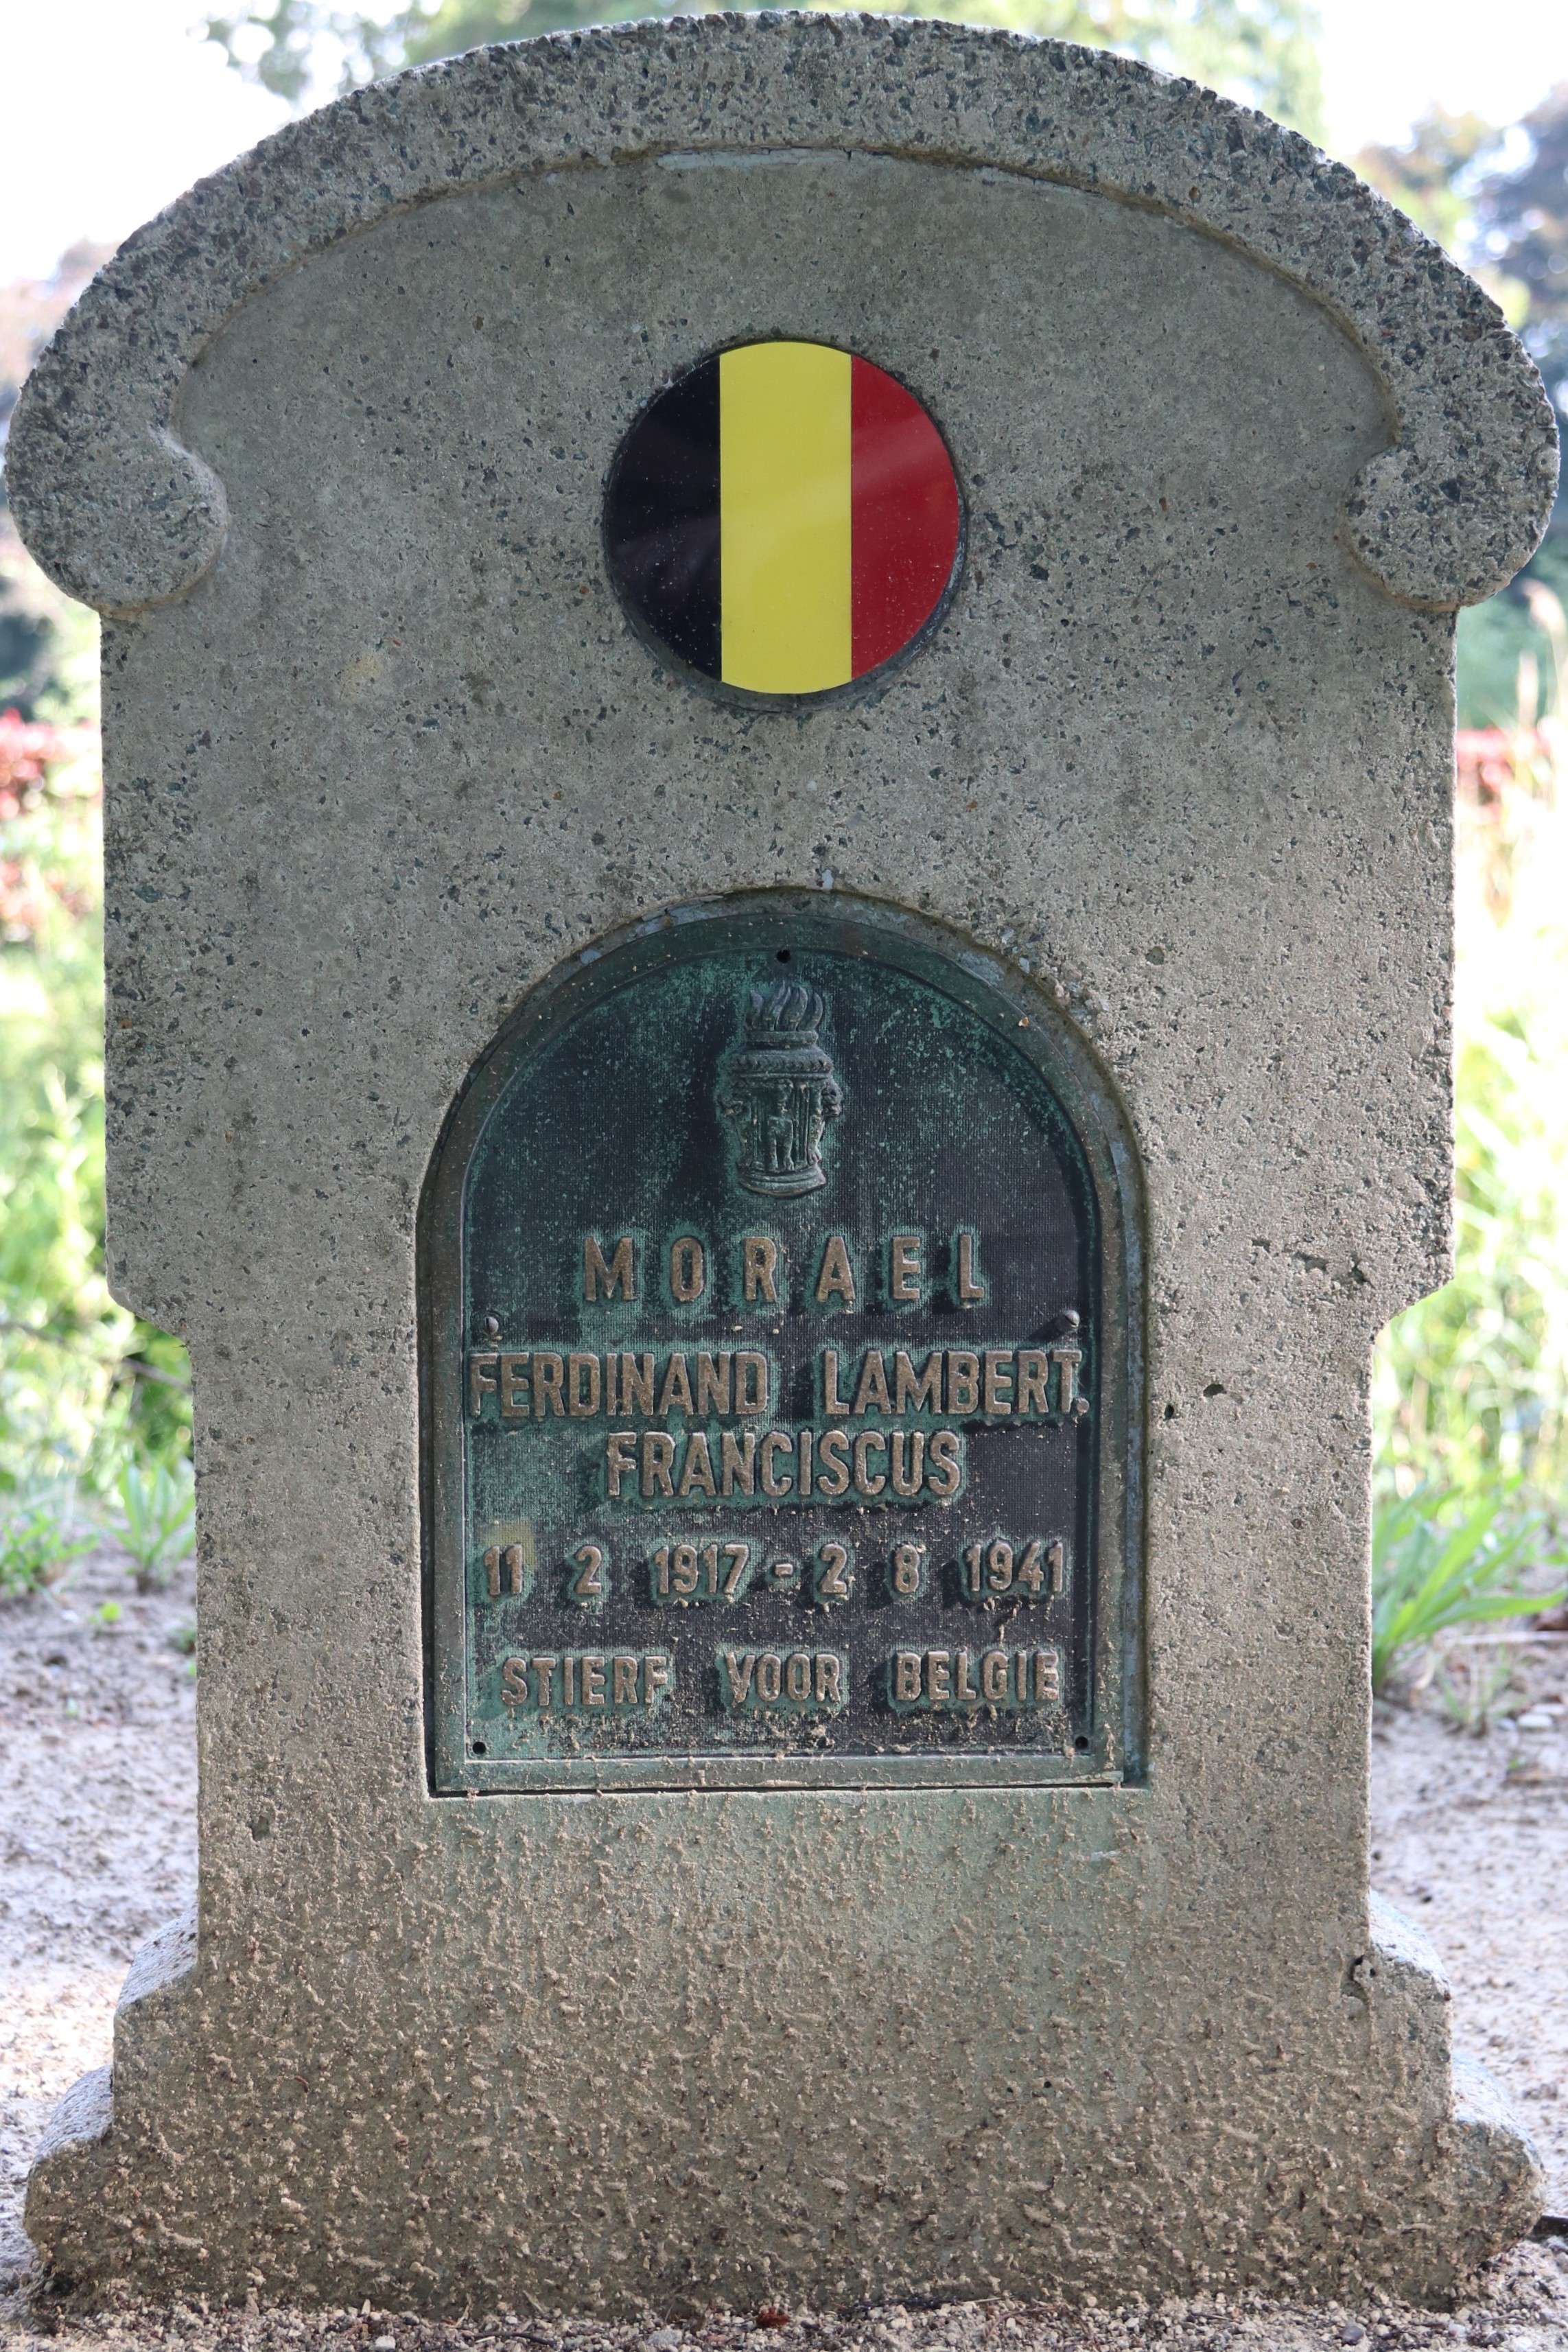 MORAEL
FERDINAND LAMBERT.
FRANCISCUS
11 2 1917 - 2 8 1941
STIERF VOOR BELGIE